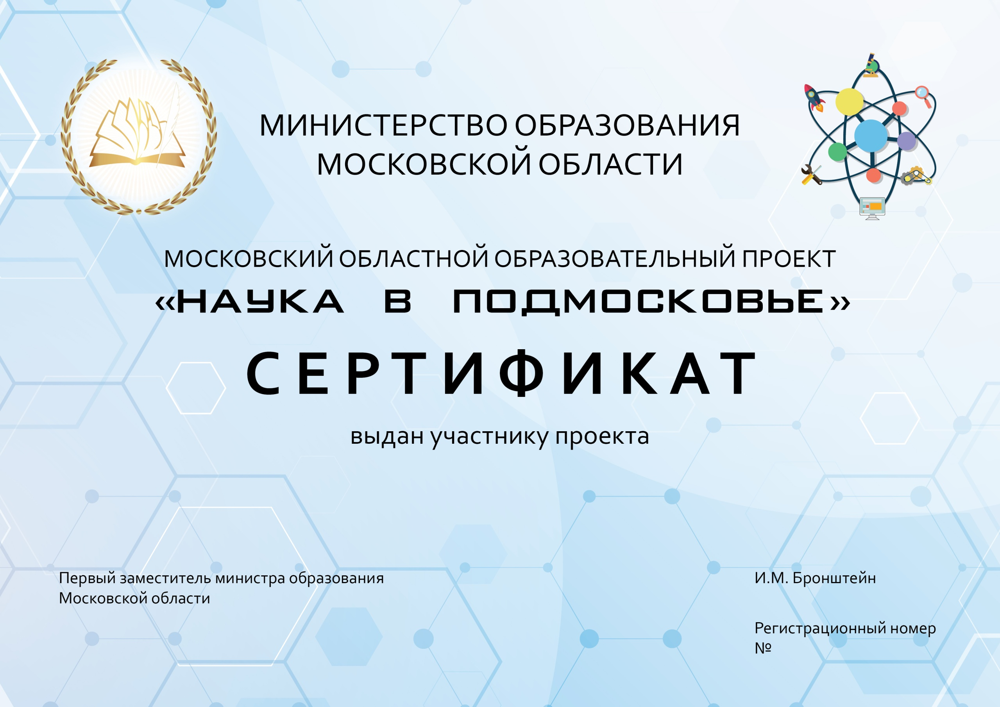 МИНИСТЕРСТВО ОБРАЗОВАНИЯ
МОСКОВСКОЙ ОБЛАСТИ
МОСКОВСКИЙ ОБЛАСТНОЙ ОБРАЗОВАТЕЛЬНЫЙ ПРОЕКТ
«НАУКА В ПОДМОСКОВЬЕ»
СЕРТИФИКАТ
выдан участнику проекта
Первый заместитель министра образования
Московской области
И.М. Бронштейн
Регистрационный номер
№